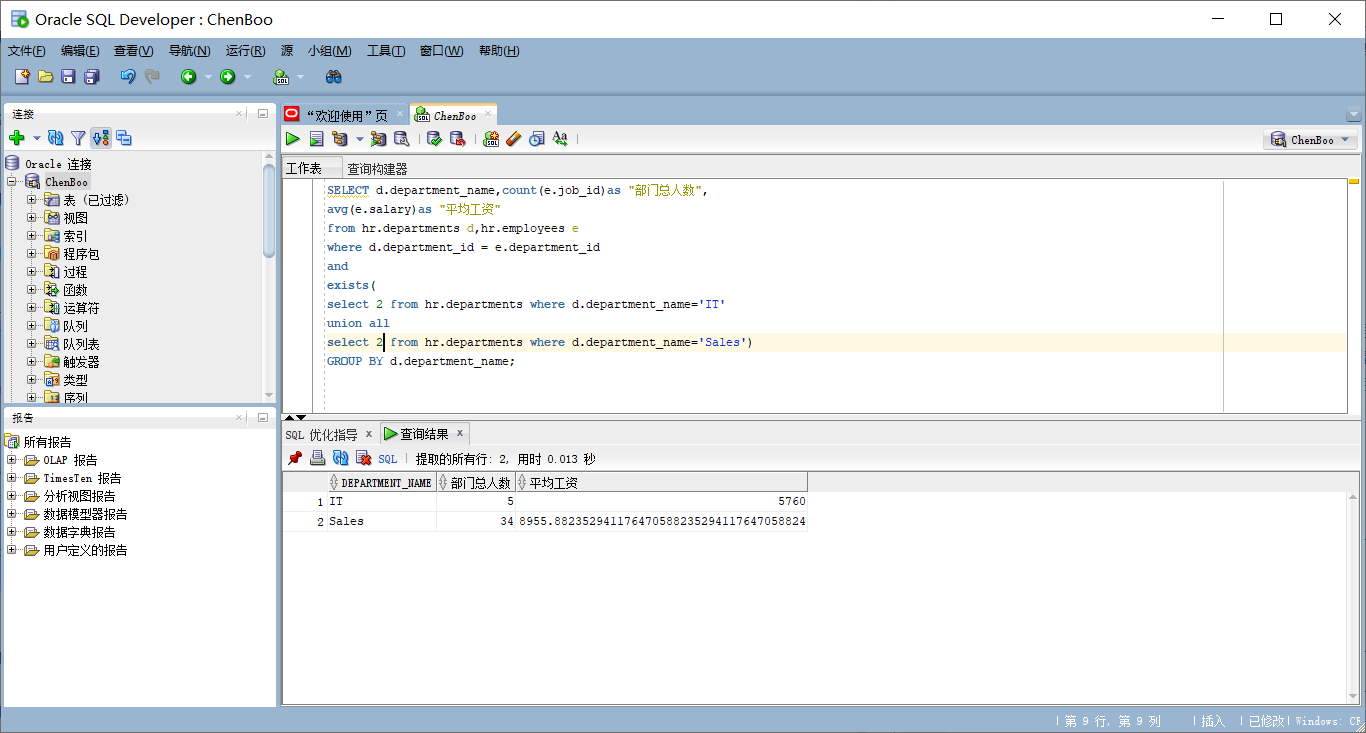 Oracle SQL Developer : ChenBoo
文件(F) 编辑(E) 查看(V) 导航(N) 运行(R) 源 小组(M) 工具(T) 窗口(W) 帮助(H)
连接
Oracle 连接
ChenBoo
表 (已过滤)
视图
索引
程序包
过程
函数
运算符
队列
队列表
触发器
类型
序列
报告
所有报告
OLAP 报告
TimesTen 报告
分析视图报告
数据模型器报告
数据字典报告
用户定义的报告
“欢迎使用”页 ChenBoo
ChenBoo
工作表 查询构建器
SELECT d.department_name,count(e.job_id)as "部门总人数",
avg(e.salary)as "平均工资"
from hr.departments d,hr.employees e
where d.department_id = e.department_id
and
exists(
select 2 from hr.departments where d.department_name='IT'
union all
select 2 from hr.departments where d.department_name='Sales')
GROUP BY d.department_name;
SQL 优化指导 x 查询结果 x
SQL | 提取的所有行: 2, 用时 0.013 秒
DEPARTMENT_NAME 部门总人数 平均工资
1 IT 5 5760
2 Sales 34 8955.88235294117647058823529411764705882​4
第 9 行, 第 9 列 | 插入 | 已修改 | Windows: CR